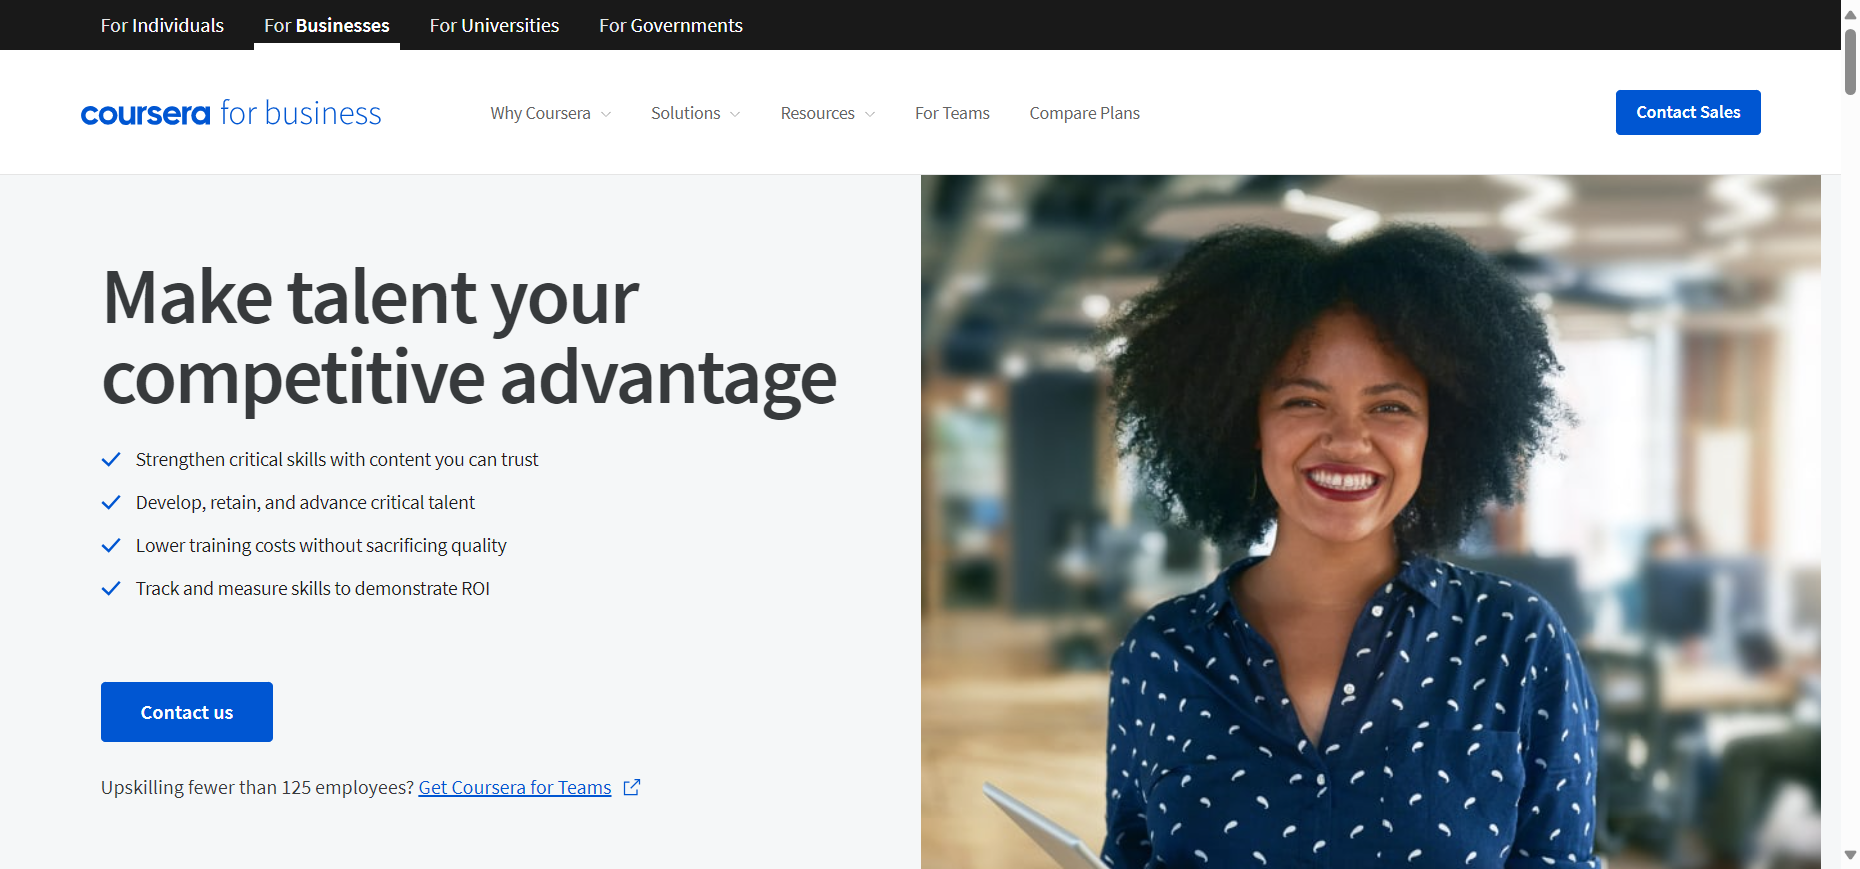 For Individuals
For Businesses
For Universities
For Governments
coursera for business
Why Coursera
Solutions
Resources
For Teams
Compare Plans
Contact Sales
Make talent your
competitive advantage
Strengthen critical skills with content you can trust
Develop, retain, and advance critical talent
Lower training costs without sacrificing quality
Track and measure skills to demonstrate ROI
Contact us
Upskilling fewer than 125 employees? Get Coursera for Teams